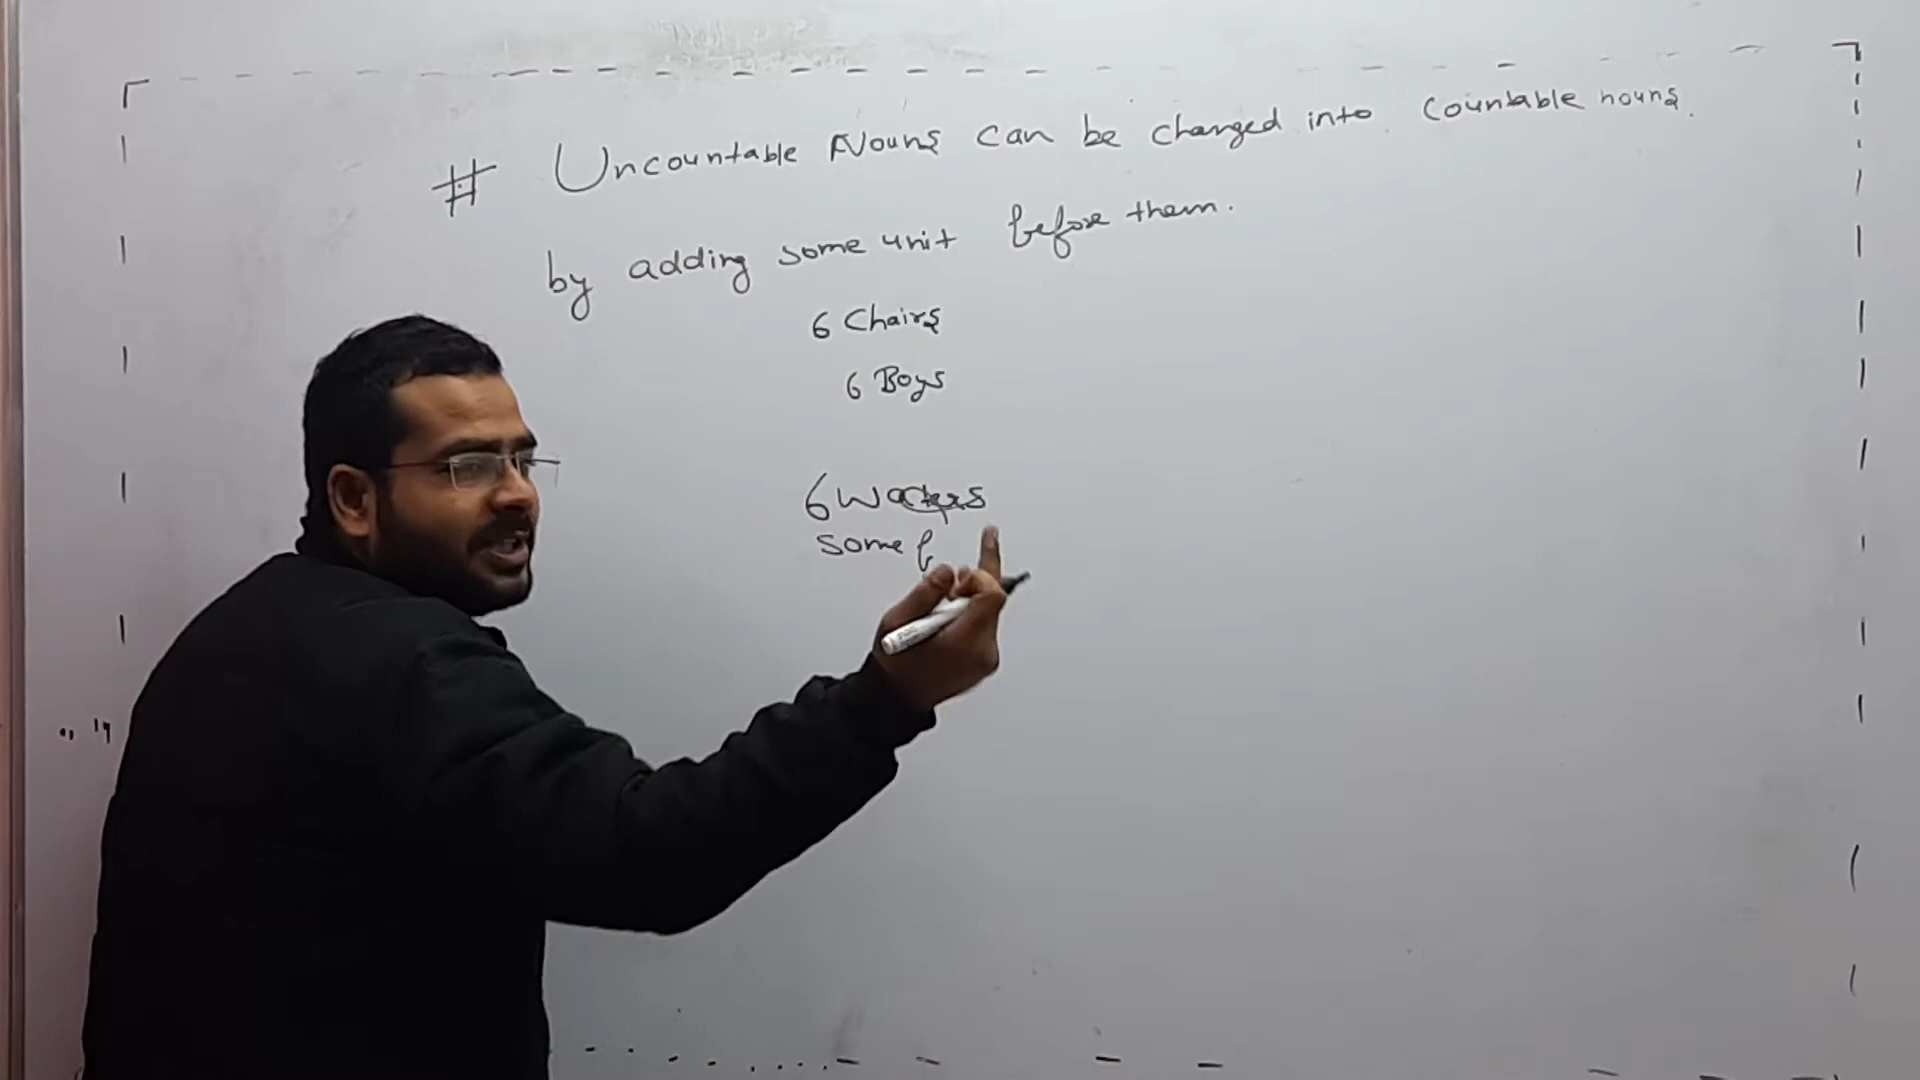 # Uncountable Nouns can be changed into countable nouns.
by adding some unit before them.
6 Chairs
6 Boys
6 Waters
some